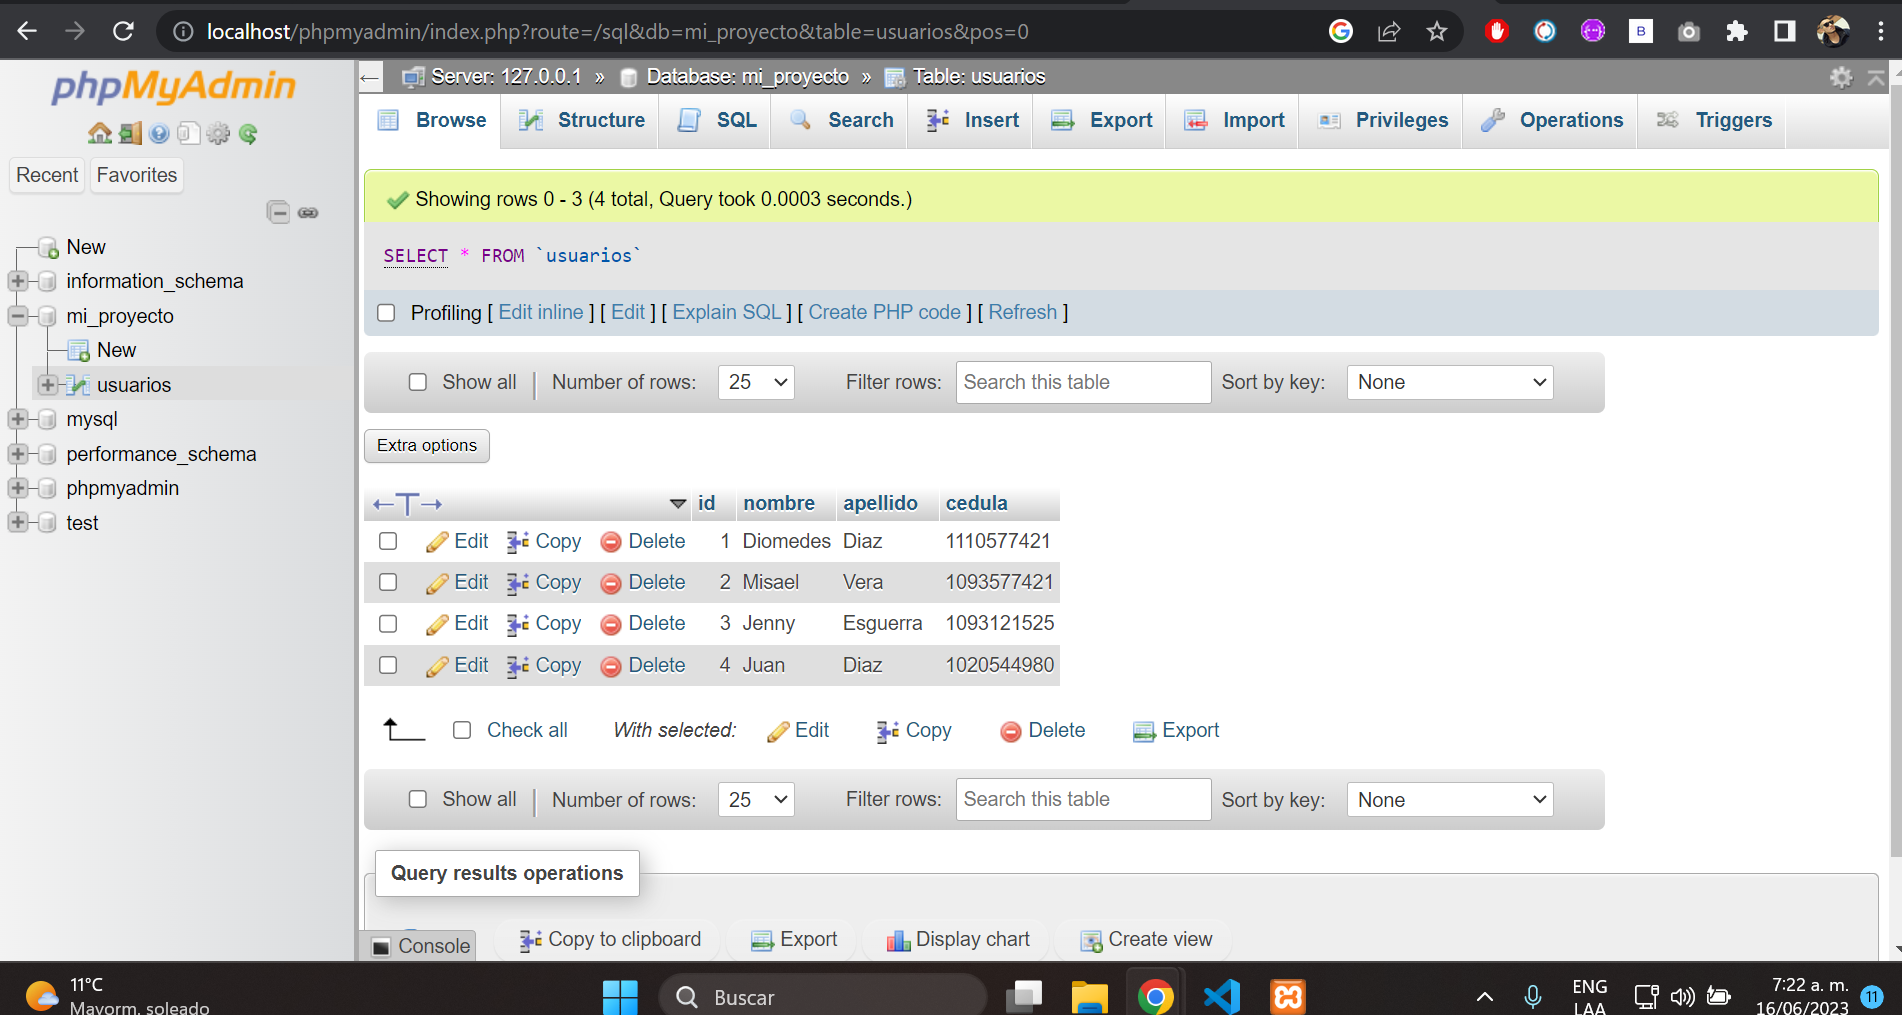 localhost/phpmyadmin/index.php?route=/sql&db=mi_proyecto&table=usuarios&pos=0
phpMyAdmin
Recent Favorites
New
information_schema
mi_proyecto
New
usuarios
mysql
performance_schema
phpmyadmin
test
← Server: 127.0.0.1 » Database: mi_proyecto » Table: usuarios
Browse Structure SQL Search Insert Export Import Privileges Operations Triggers
Showing rows 0 - 3 (4 total, Query took 0.0003 seconds.)
SELECT * FROM `usuarios`
Profiling [ Edit inline ] [ Edit ] [ Explain SQL ] [ Create PHP code ] [ Refresh ]
Show all | Number of rows: 25 Filter rows: Search this table Sort by key: None
Extra options
←T→ id nombre apellido cedula
Edit Copy Delete 1 Diomedes Diaz 1110577421
Edit Copy Delete 2 Misael Vera 1093577421
Edit Copy Delete 3 Jenny Esguerra 1093121525
Edit Copy Delete 4 Juan Diaz 1020544980
Check all With selected: Edit Copy Delete Export
Show all | Number of rows: 25 Filter rows: Search this table Sort by key: None
Query results operations
Console Copy to clipboard Export Display chart Create view
11°C
Mayorm. soleado
Buscar
ENG
LAA
7:22 a. m.
16/06/2023
11